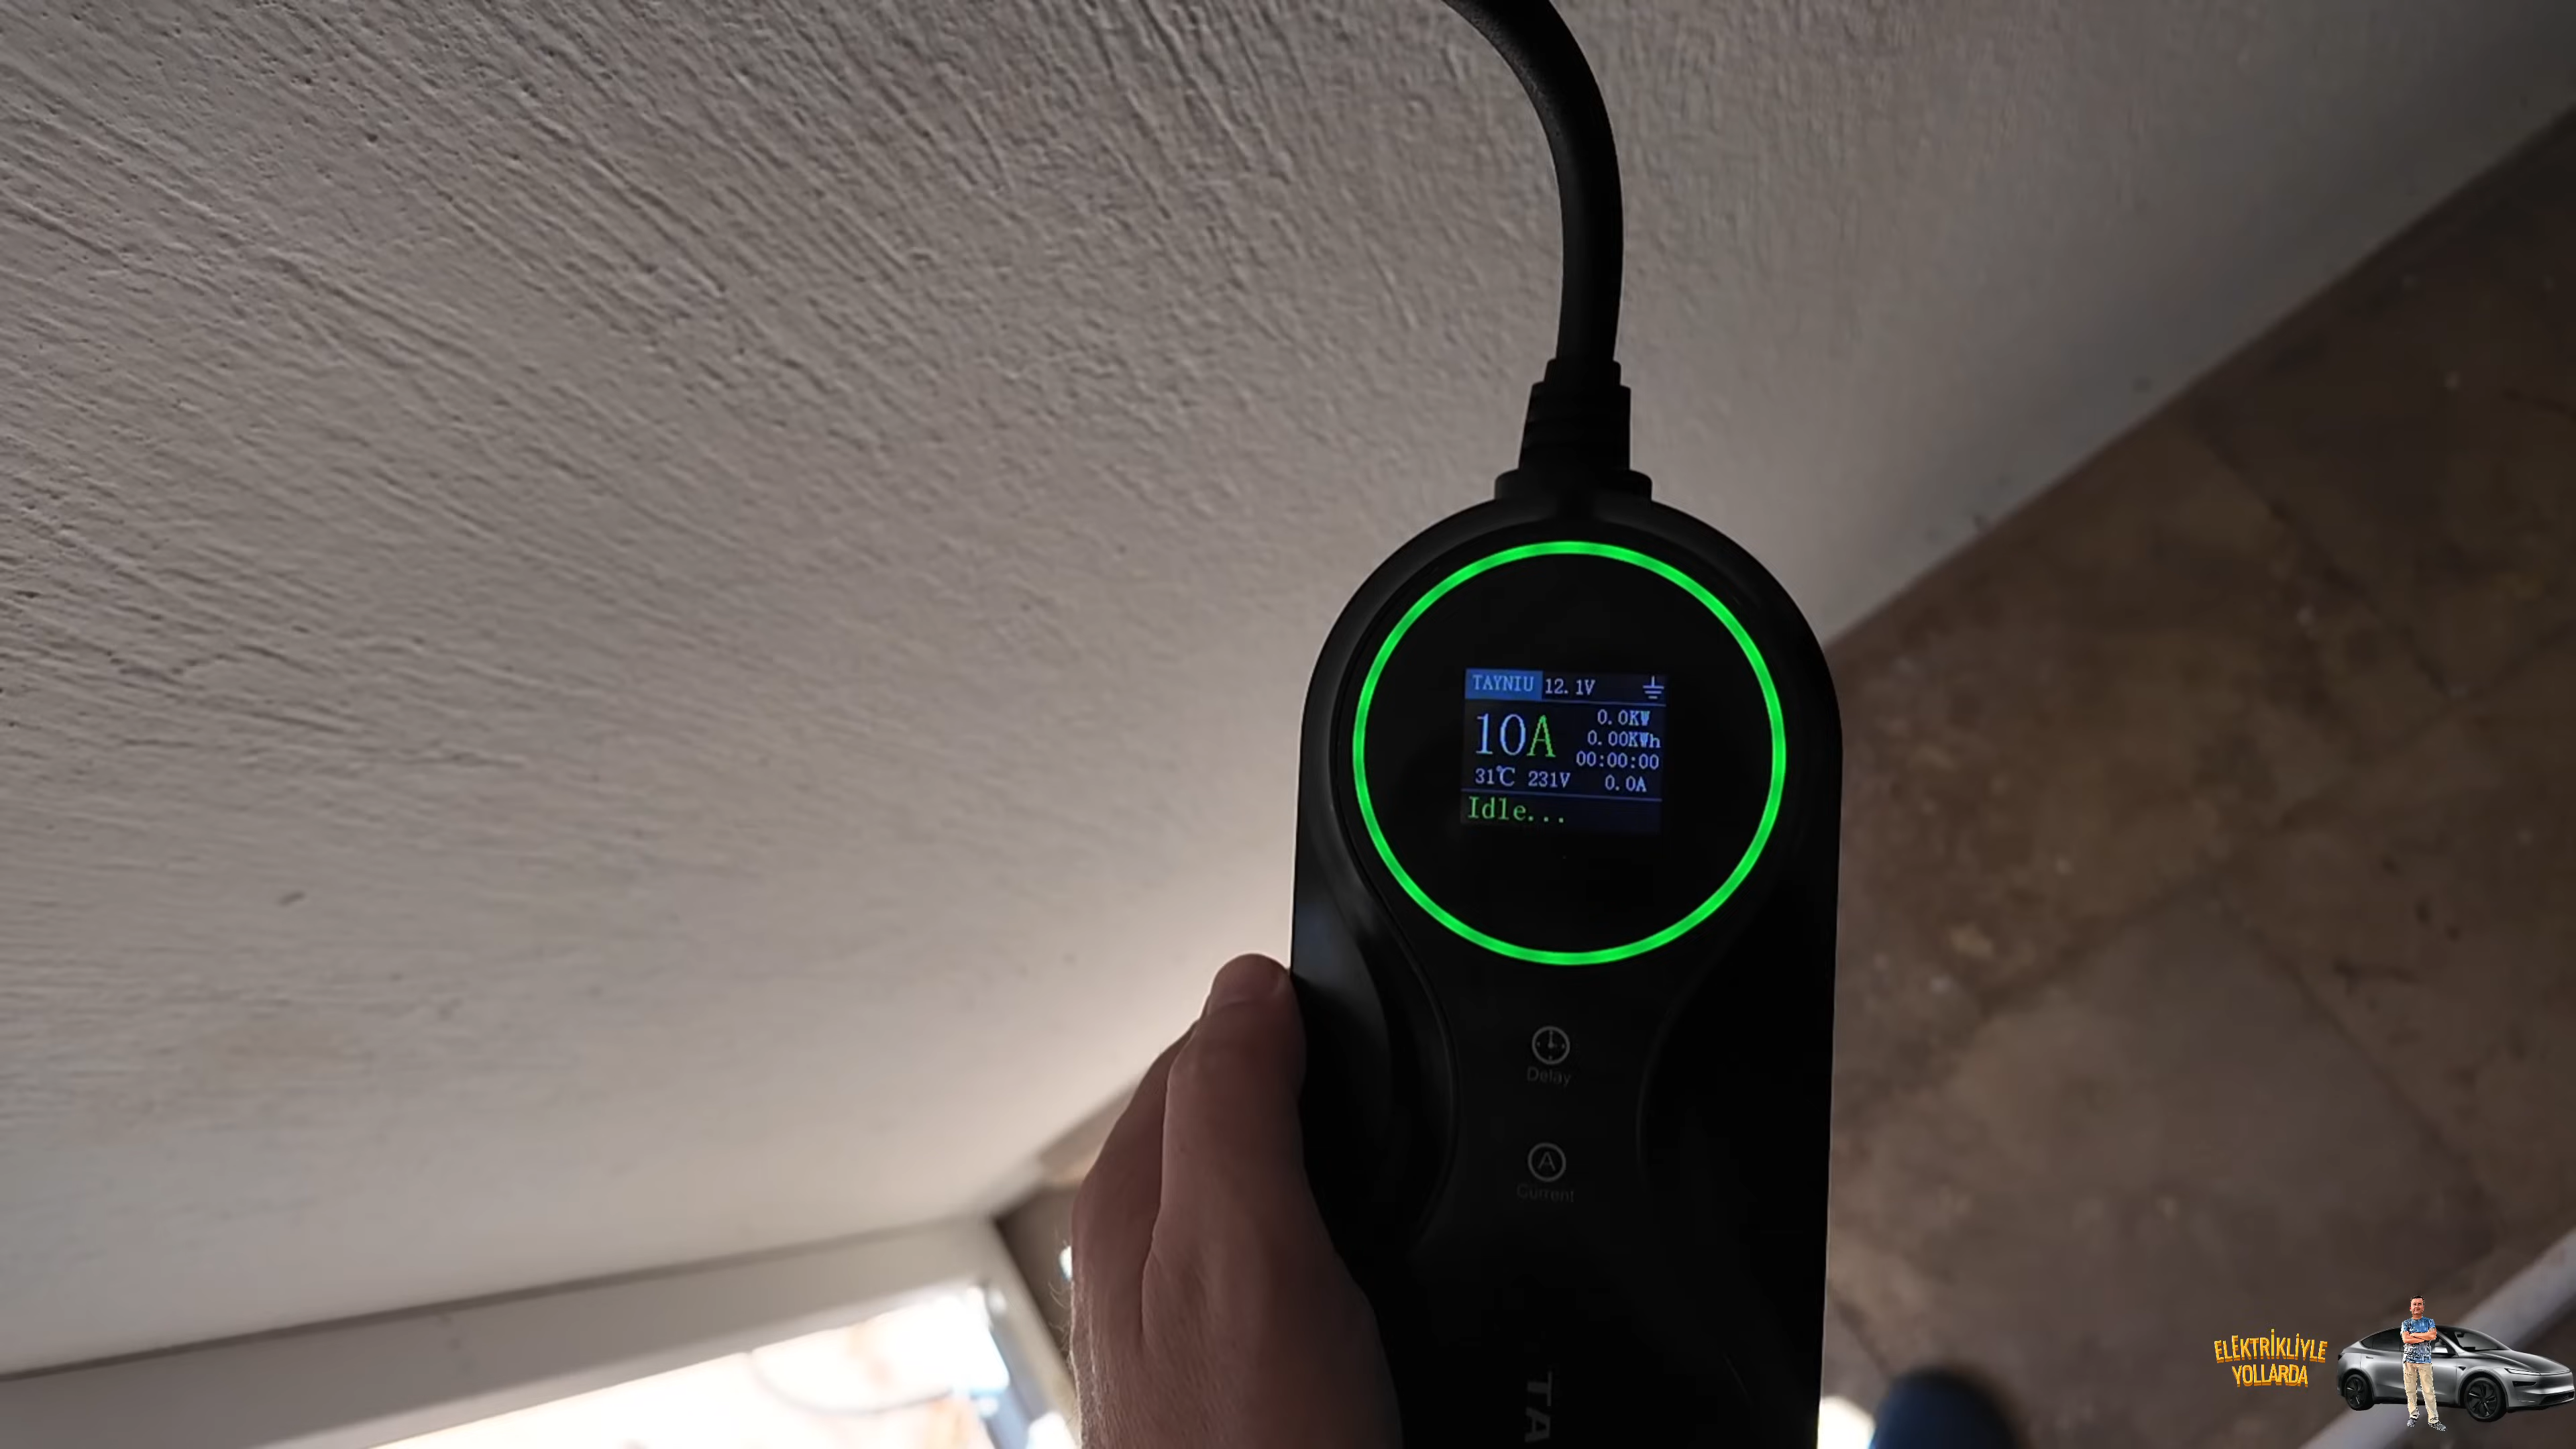 TAYNIU 12.1V
10A
0.0KW
0.00KWh
00:00:00
31℃ 231V 0.0A
Idle...
Delay
A
Current
TA
ELEKTRİKLİYLE
YOLLARDA